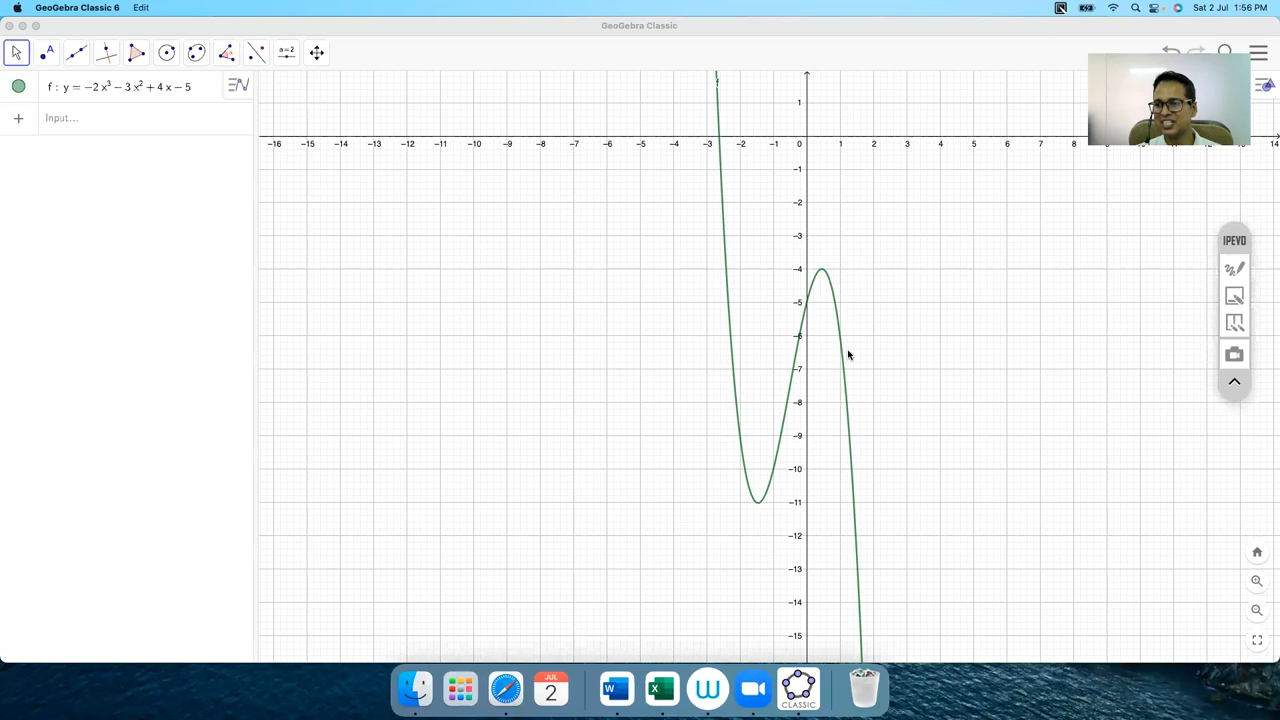 GeoGebra Classic 6 Edit Sat 2 Jul 1:56 PM
GeoGebra Classic
a=2
f : y = −2 x³ − 3 x² + 4 x − 5
Input...
f
1
−16 −15 −14 −13 −12 −11 −10 −9 −8 −7 −6 −5 −4 −3 −2 −1 0 1 2 3 4 5 6 7 8 14
−1
−2
−3
−4
−5
−6
−7
−8
−9
−10
−11
−12
−13
−14
−15
IPEVO
JUL
2
W
X
W
CLASSIC